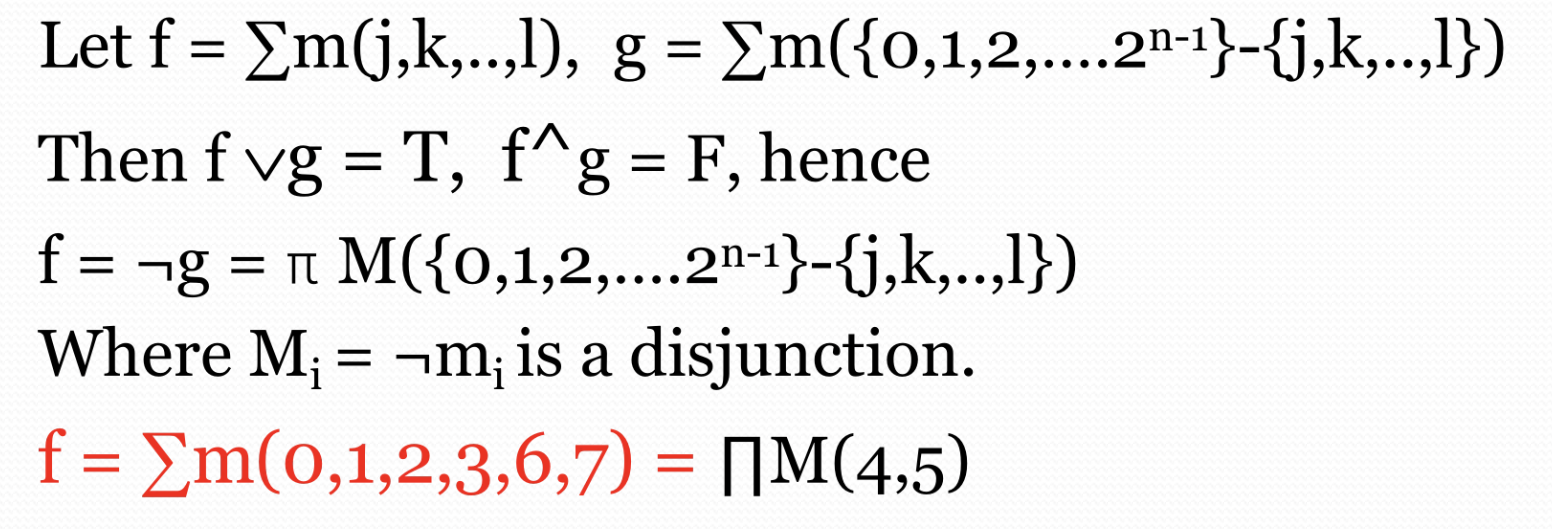 Let f = ∑m(j,k,..,l),  g = ∑m({0,1,2,....2ⁿ⁻¹}-{j,k,..,l})
Then f ∨g = T,  f^g = F, hence
f = ¬g = π M({0,1,2,....2ⁿ⁻¹}-{j,k,..,l})
Where Mᵢ = ¬mᵢ is a disjunction.
f = ∑m(0,1,2,3,6,7) = ∏M(4,5)